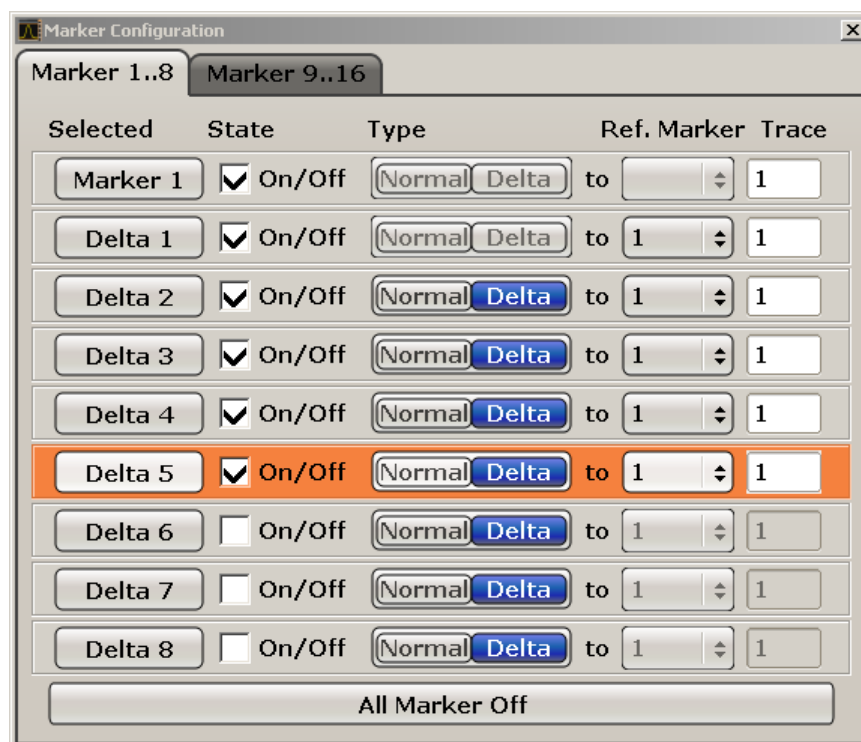 Marker Configuration
Marker 1..8 Marker 9..16
Selected State Type Ref. Marker Trace
Marker 1 On/Off Normal Delta to 1
Delta 1 On/Off Normal Delta to 1 1
Delta 2 On/Off Normal Delta to 1 1
Delta 3 On/Off Normal Delta to 1 1
Delta 4 On/Off Normal Delta to 1 1
Delta 5 On/Off Normal Delta to 1 1
Delta 6 On/Off Normal Delta to 1 1
Delta 7 On/Off Normal Delta to 1 1
Delta 8 On/Off Normal Delta to 1 1
All Marker Off